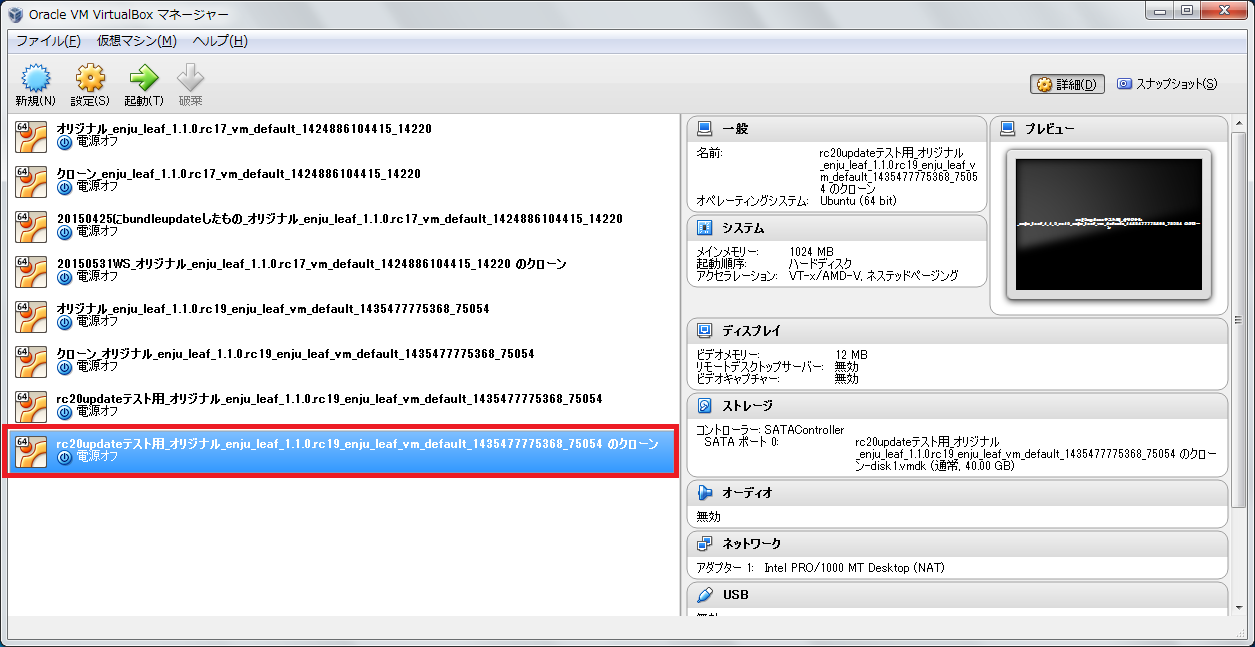 Oracle VM VirtualBox マネージャー
ファイル(F) 仮想マシン(M) ヘルプ(H)
新規(N) 設定(S) 起動(T) 破棄
詳細(D) スナップショット(S)
64 オリジナル_enju_leaf_1.1.0.rc17_vm_default_1424886104415_14220
電源オフ
64 クローン_enju_leaf_1.1.0.rc17_vm_default_1424886104415_14220
電源オフ
64 20150425にbundleupdateしたもの_オリジナル_enju_leaf_1.1.0.rc17_vm_default_1424886104415_14220
電源オフ
64 20150531WS_オリジナル_enju_leaf_1.1.0.rc17_vm_default_1424886104415_14220 のクローン
電源オフ
64 オリジナル_enju_leaf_1.1.0.rc19_enju_leaf_vm_default_1435477775368_75054
電源オフ
64 クローン_オリジナル_enju_leaf_1.1.0.rc19_enju_leaf_vm_default_1435477775368_75054
電源オフ
64 rc20updateテスト用_オリジナル_enju_leaf_1.1.0.rc19_enju_leaf_vm_default_1435477775368_75054
電源オフ
64 rc20updateテスト用_オリジナル_enju_leaf_1.1.0.rc19_enju_leaf_vm_default_1435477775368_75054 のクローン
電源オフ
一般
名前: rc20updateテスト用_オリジナル
_enju_leaf_1.1.0.rc19_enju_leaf_v
m_default_1435477775368_7505
4 のクローン
オペレーティングシステム: Ubuntu (64 bit)
プレビュー
システム
メインメモリー: 1024 MB
起動順序: ハードディスク
アクセラレーション: VT-x/AMD-V, ネステッドページング
ディスプレイ
ビデオメモリー: 12 MB
リモートデスクトップサーバー: 無効
ビデオキャプチャー: 無効
ストレージ
コントローラー: SATAController
SATA ポート 0: rc20updateテスト用_オリジナル
_enju_leaf_1.1.0.rc19_enju_leaf_vm_default_1435477775368_75054 のクロー
ン-disk1.vmdk (通常, 40.00 GB)
オーディオ
無効
ネットワーク
アダプター 1: Intel PRO/1000 MT Desktop (NAT)
USB